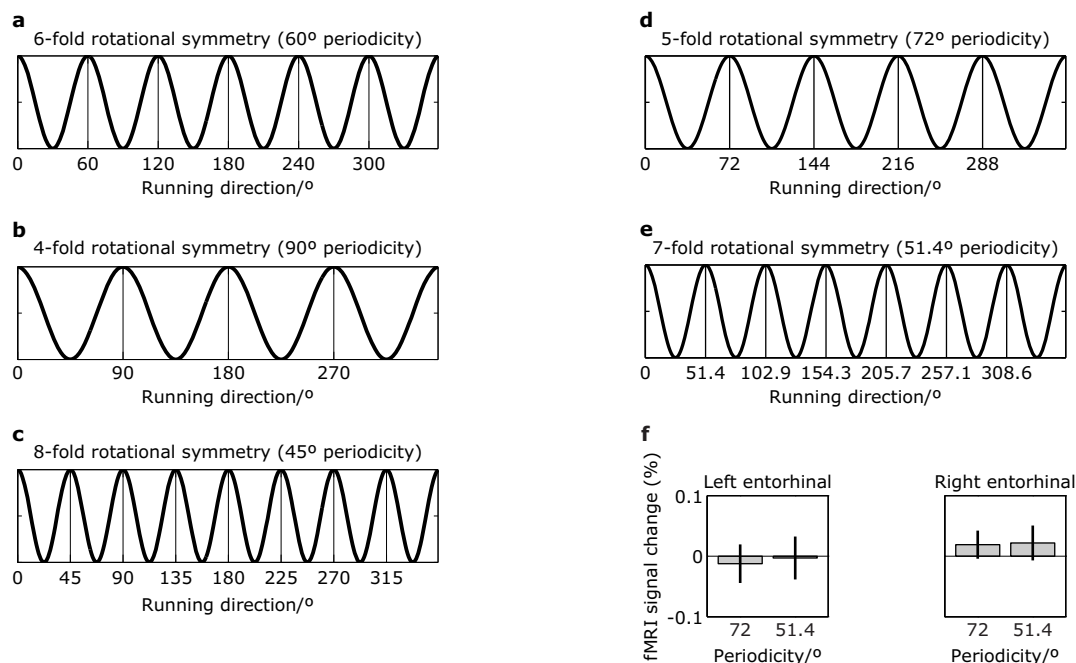 a
6-fold rotational symmetry (60º periodicity)
0 60 120 180 240 300
Running direction/º
b
4-fold rotational symmetry (90º periodicity)
0 90 180 270
Running direction/º
c
8-fold rotational symmetry (45º periodicity)
0 45 90 135 180 225 270 315
Running direction/º
d
5-fold rotational symmetry (72º periodicity)
0 72 144 216 288
Running direction/º
e
7-fold rotational symmetry (51.4º periodicity)
0 51.4 102.9 154.3 205.7 257.1 308.6
Running direction/º
f
fMRI signal change (%)
Left entorhinal
0.1
0
-0.1
72 51.4
Periodicity/º
Right entorhinal
72 51.4
Periodicity/º